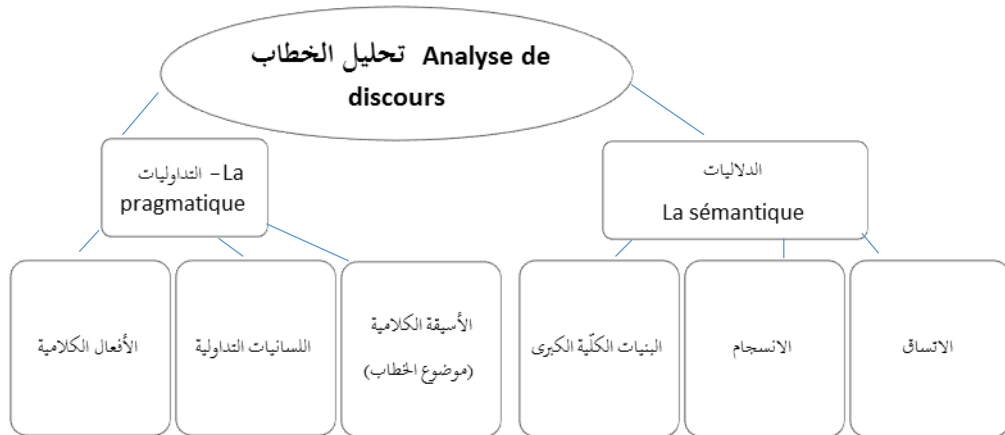 تحليل الخطاب Analyse de
discours
الدلاليات
La sémantique
التداوليات – La
pragmatique
الاتساق
الانسجام
البنيات الكلّية الكبرى
الأسيقة الكلامية
(موضوع الخطاب)
اللسانيات التداولية
الأفعال الكلامية